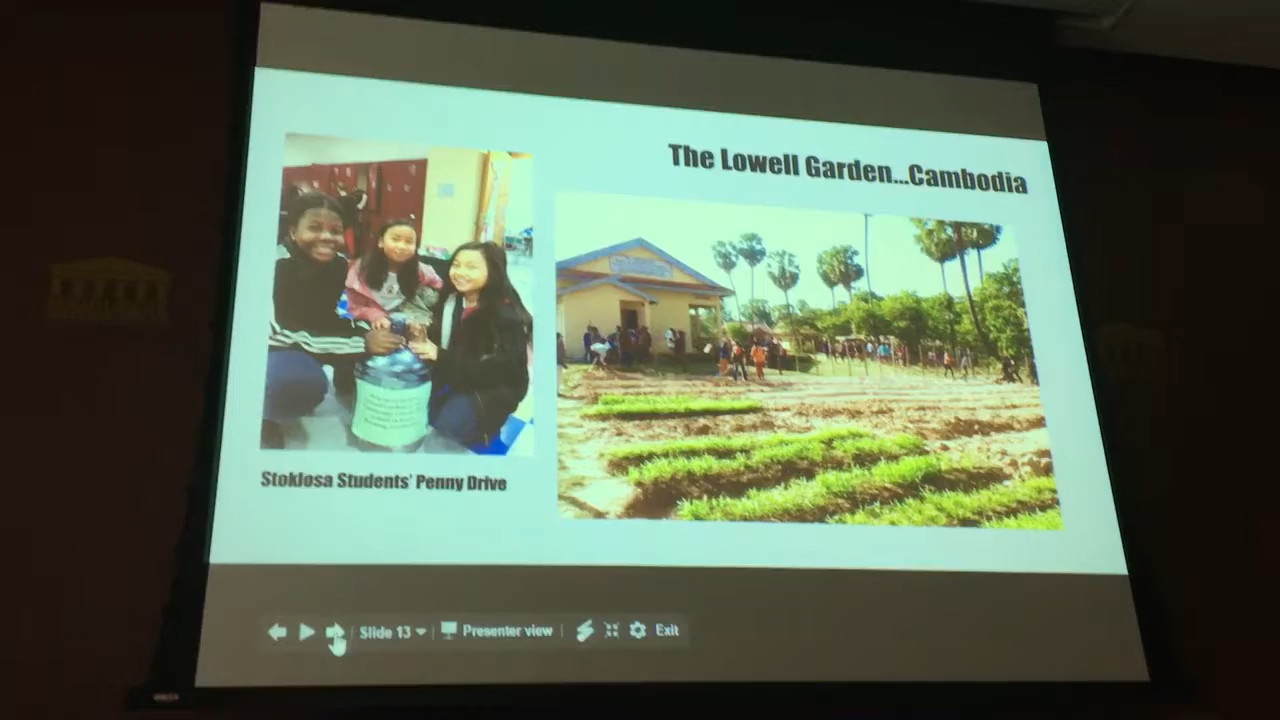 The Lowell Garden...Cambodia
Stoklosa Students' Penny Drive
Slide 13
Presenter view
Exit